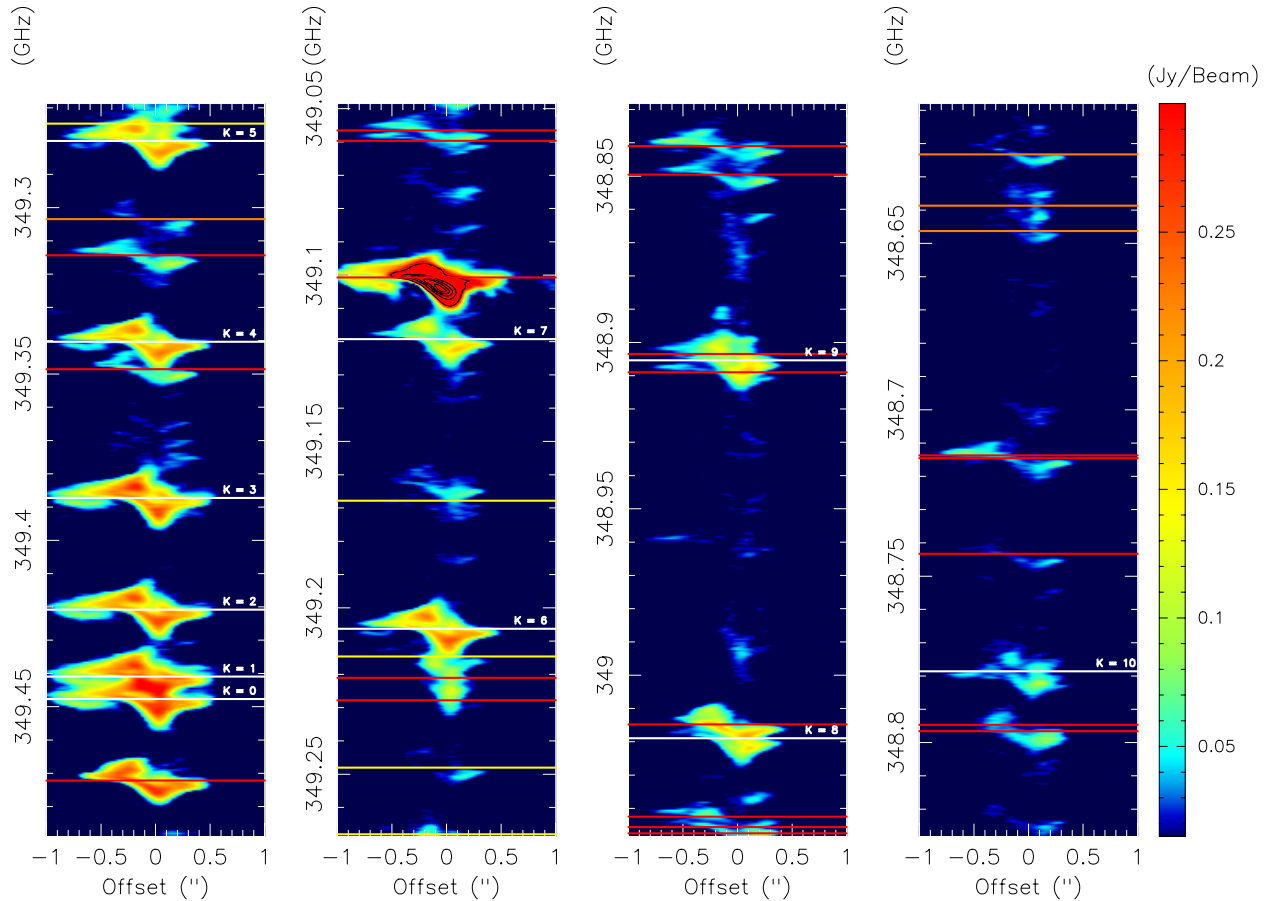 (GHz)
(GHz)
(GHz)
(GHz)
(Jy/Beam)
K = 5
349.3
K = 4
349.35
K = 3
349.4
K = 2
K = 1
K = 0
349.45
−1 −0.5 0 0.5 1
Offset (")
349.05
349.1
K = 7
349.15
349.2
K = 6
349.25
−1 −0.5 0 0.5 1
Offset (")
348.85
348.9
K = 9
348.95
349
K = 8
−1 −0.5 0 0.5 1
Offset (")
348.65
348.7
348.75
K = 10
348.8
−1 −0.5 0 0.5 1
Offset (")
0.25
0.2
0.15
0.1
0.05